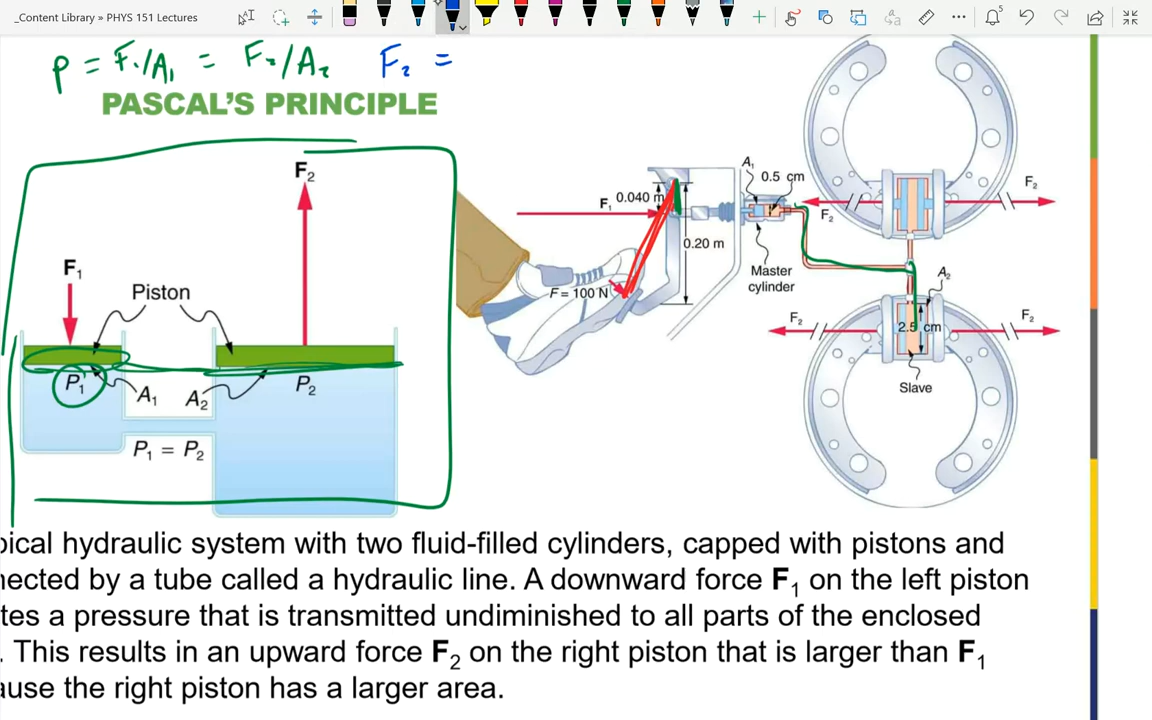 _Content Library » PHYS 151 Lectures
5
P = F₁/A₁ = F₂/A₂ F₂ =
PASCAL'S PRINCIPLE
F₂
F₁
Piston
P₁
A₁
A₂
P₂
P₁ = P₂
F₁
0.040 m
0.20 m
F = 100 N
A₁
0.5 cm
Master
cylinder
F₂
F₂
A₂
F₂
2.5 cm
F₂
Slave
pical hydraulic system with two fluid-filled cylinders, capped with pistons and
nected by a tube called a hydraulic line. A downward force F₁ on the left piston
tes a pressure that is transmitted undiminished to all parts of the enclosed
. This results in an upward force F₂ on the right piston that is larger than F₁
ause the right piston has a larger area.